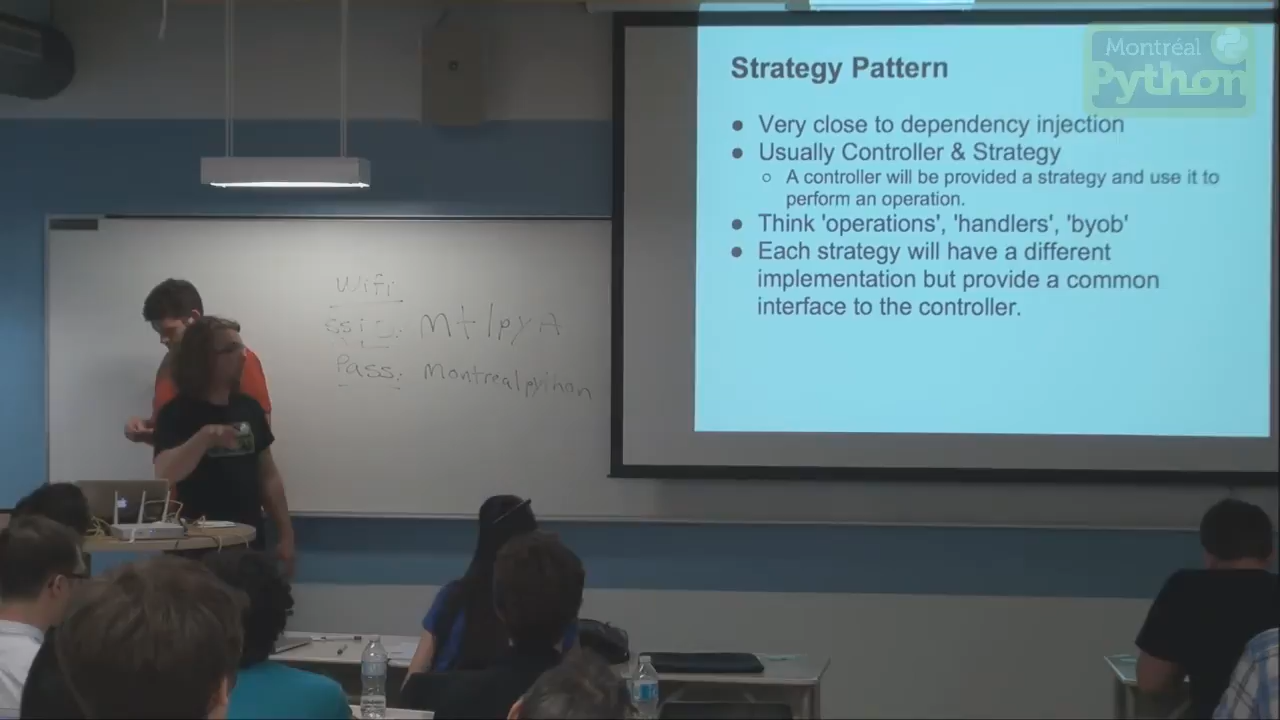 Montréal
Python
Strategy Pattern
● Very close to dependency injection
● Usually Controller & Strategy
○ A controller will be provided a strategy and use it to
perform an operation.
● Think 'operations', 'handlers', 'byob'
● Each strategy will have a different
implementation but provide a common
interface to the controller.
Wifi
Mt/pyA
Pass: Montrealpython